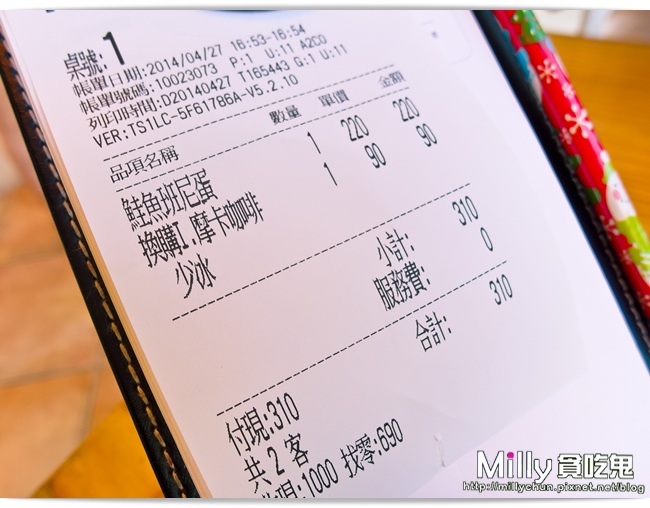 桌號:1
帳單日期:2014/04/27 16:53-16:54
帳單號碼:10023073 P:1 U:11 A2C0
列印時間:D20140427 T165443 G:1 U:11
VER:TS1LC-5F61786A-V5.2.10
品項名稱 數量 單價 金額
鮭魚班尼蛋 1 220 220
換購I.摩卡咖啡 1 90 90
少冰
小計: 310
服務費: 0
合計: 310
付現:310
共 2 客
現:1000 找零:690
Milly貪吃鬼
http://millychun.pixnet.net/blog